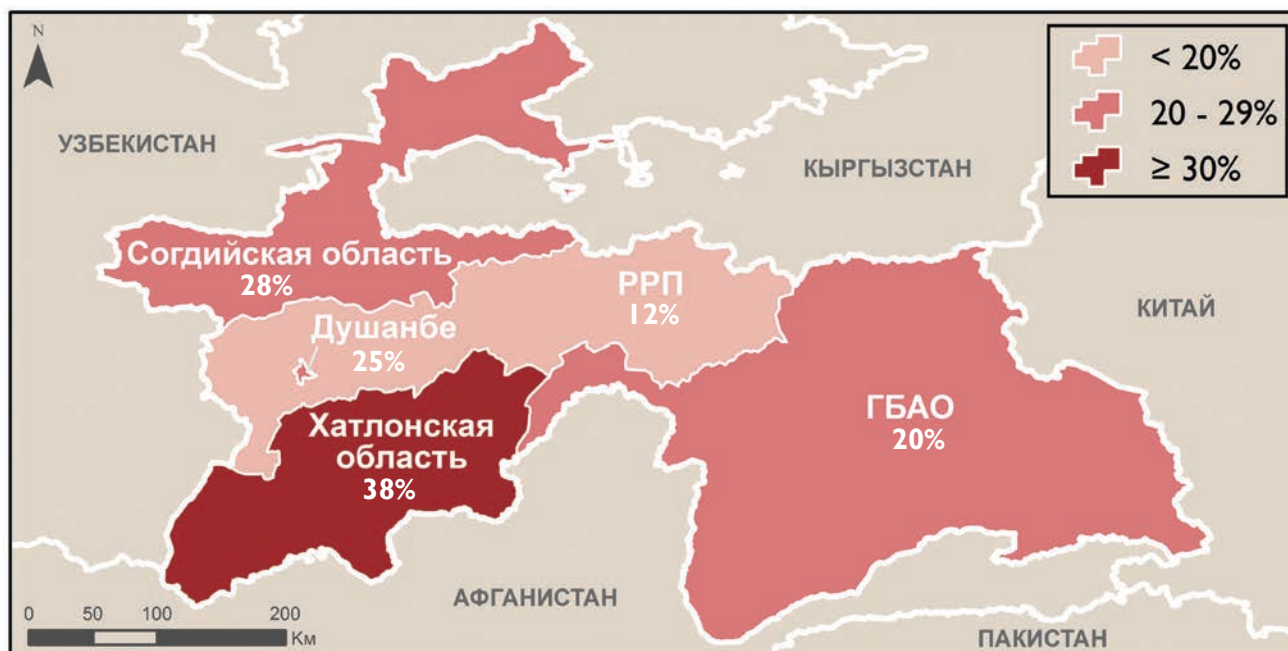 N
< 20%
20 - 29%
≥ 30%
УЗБЕКИСТАН
КЫРГЫЗСТАН
Согдийская область
28%
РРП
12%
КИТАЙ
Душанбе
25%
ГБАО
20%
Хатлонская
область
38%
АФГАНИСТАН
ПАКИСТАН
0 50 100 200
Км